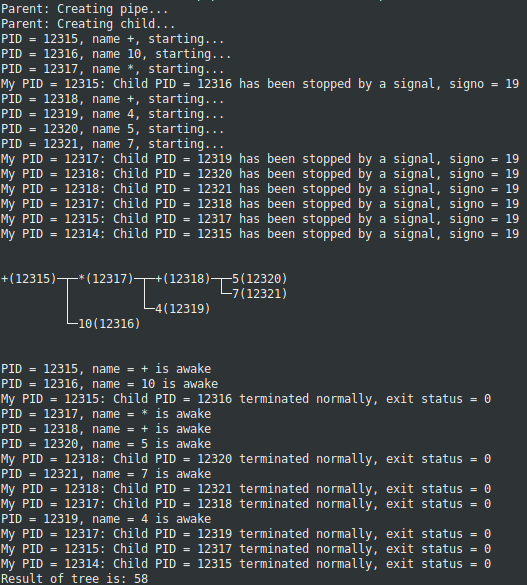 Parent: Creating pipe...
Parent: Creating child...
PID = 12315, name +, starting...
PID = 12316, name 10, starting...
PID = 12317, name *, starting...
My PID = 12315: Child PID = 12316 has been stopped by a signal, signo = 19
PID = 12318, name +, starting...
PID = 12319, name 4, starting...
PID = 12320, name 5, starting...
PID = 12321, name 7, starting...
My PID = 12317: Child PID = 12319 has been stopped by a signal, signo = 19
My PID = 12318: Child PID = 12320 has been stopped by a signal, signo = 19
My PID = 12318: Child PID = 12321 has been stopped by a signal, signo = 19
My PID = 12317: Child PID = 12318 has been stopped by a signal, signo = 19
My PID = 12315: Child PID = 12317 has been stopped by a signal, signo = 19
My PID = 12314: Child PID = 12315 has been stopped by a signal, signo = 19
+(12315)─┬─*(12317)─┬─+(12318)─┬─5(12320)
└─7(12321)
└─4(12319)
└─10(12316)
PID = 12315, name = + is awake
PID = 12316, name = 10 is awake
My PID = 12315: Child PID = 12316 terminated normally, exit status = 0
PID = 12317, name = * is awake
PID = 12318, name = + is awake
PID = 12320, name = 5 is awake
My PID = 12318: Child PID = 12320 terminated normally, exit status = 0
PID = 12321, name = 7 is awake
My PID = 12318: Child PID = 12321 terminated normally, exit status = 0
My PID = 12317: Child PID = 12318 terminated normally, exit status = 0
PID = 12319, name = 4 is awake
My PID = 12317: Child PID = 12319 terminated normally, exit status = 0
My PID = 12315: Child PID = 12317 terminated normally, exit status = 0
My PID = 12314: Child PID = 12315 terminated normally, exit status = 0
Result of tree is: 58